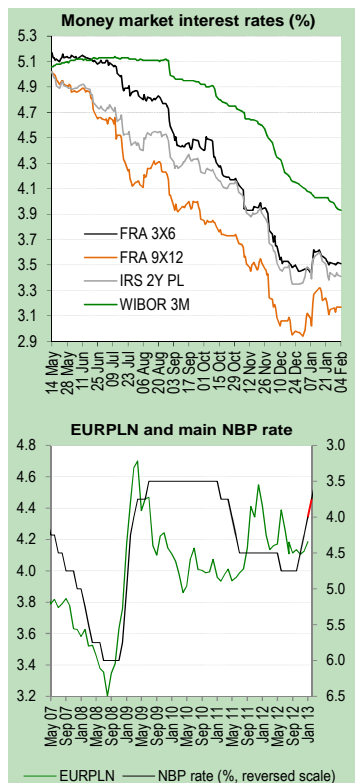 Money market interest rates (%)
5.3
5.1
4.9
4.7
4.5
4.3
4.1
3.9
3.7
3.5
3.3
3.1
2.9
FRA 3X6
FRA 9X12
IRS 2Y PL
WIBOR 3M
14 May
28 May
11 Jun
25 Jun
09 Jul
23 Jul
06 Aug
20 Aug
03 Sep
17 Sep
01 Oct
15 Oct
29 Oct
12 Nov
26 Nov
10 Dec
24 Dec
07 Jan
21 Jan
04 Feb
EURPLN and main NBP rate
4.8
4.6
4.4
4.2
4.0
3.8
3.6
3.4
3.2
3.0
3.5
4.0
4.5
5.0
5.5
6.0
6.5
May 07
Sep 07
Jan 08
May 08
Sep 08
Jan 09
May 09
Sep 09
Jan 10
May 10
Sep 10
Jan 11
May 11
Sep 11
Jan 12
May 12
Sep 12
Jan 13
EURPLN
NBP rate (%, reversed scale)